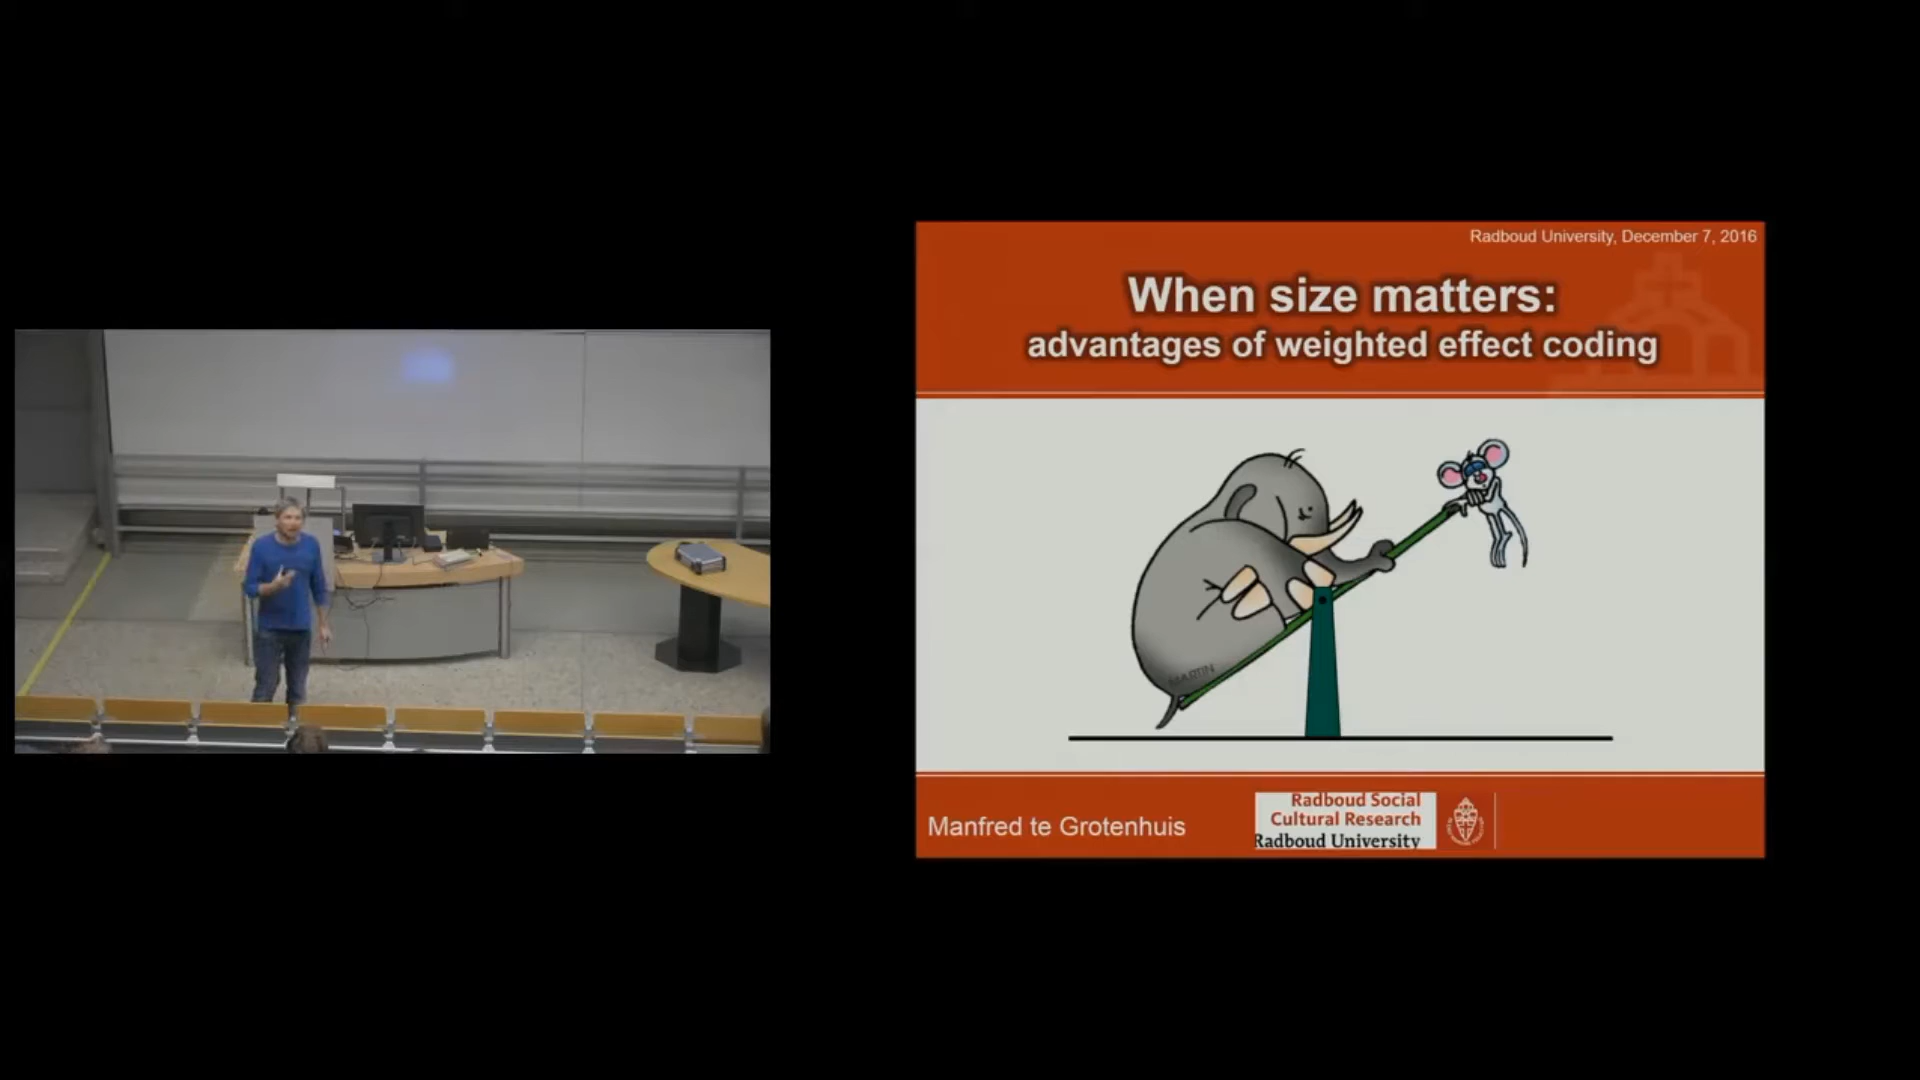 Radboud University, December 7, 2016
When size matters:
advantages of weighted effect coding
MARTIN
Manfred te Grotenhuis
Radboud Social
Cultural Research
Radboud University